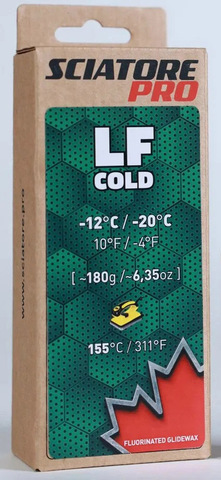 SCIATORE
PRO
LF
COLD
-12°C / -20°C
10°F / -4°F
[ ~180g /~6,35oz ]
155°C / 311°F
FLUORINATED GLIDEWAX
www.sciatore.pro